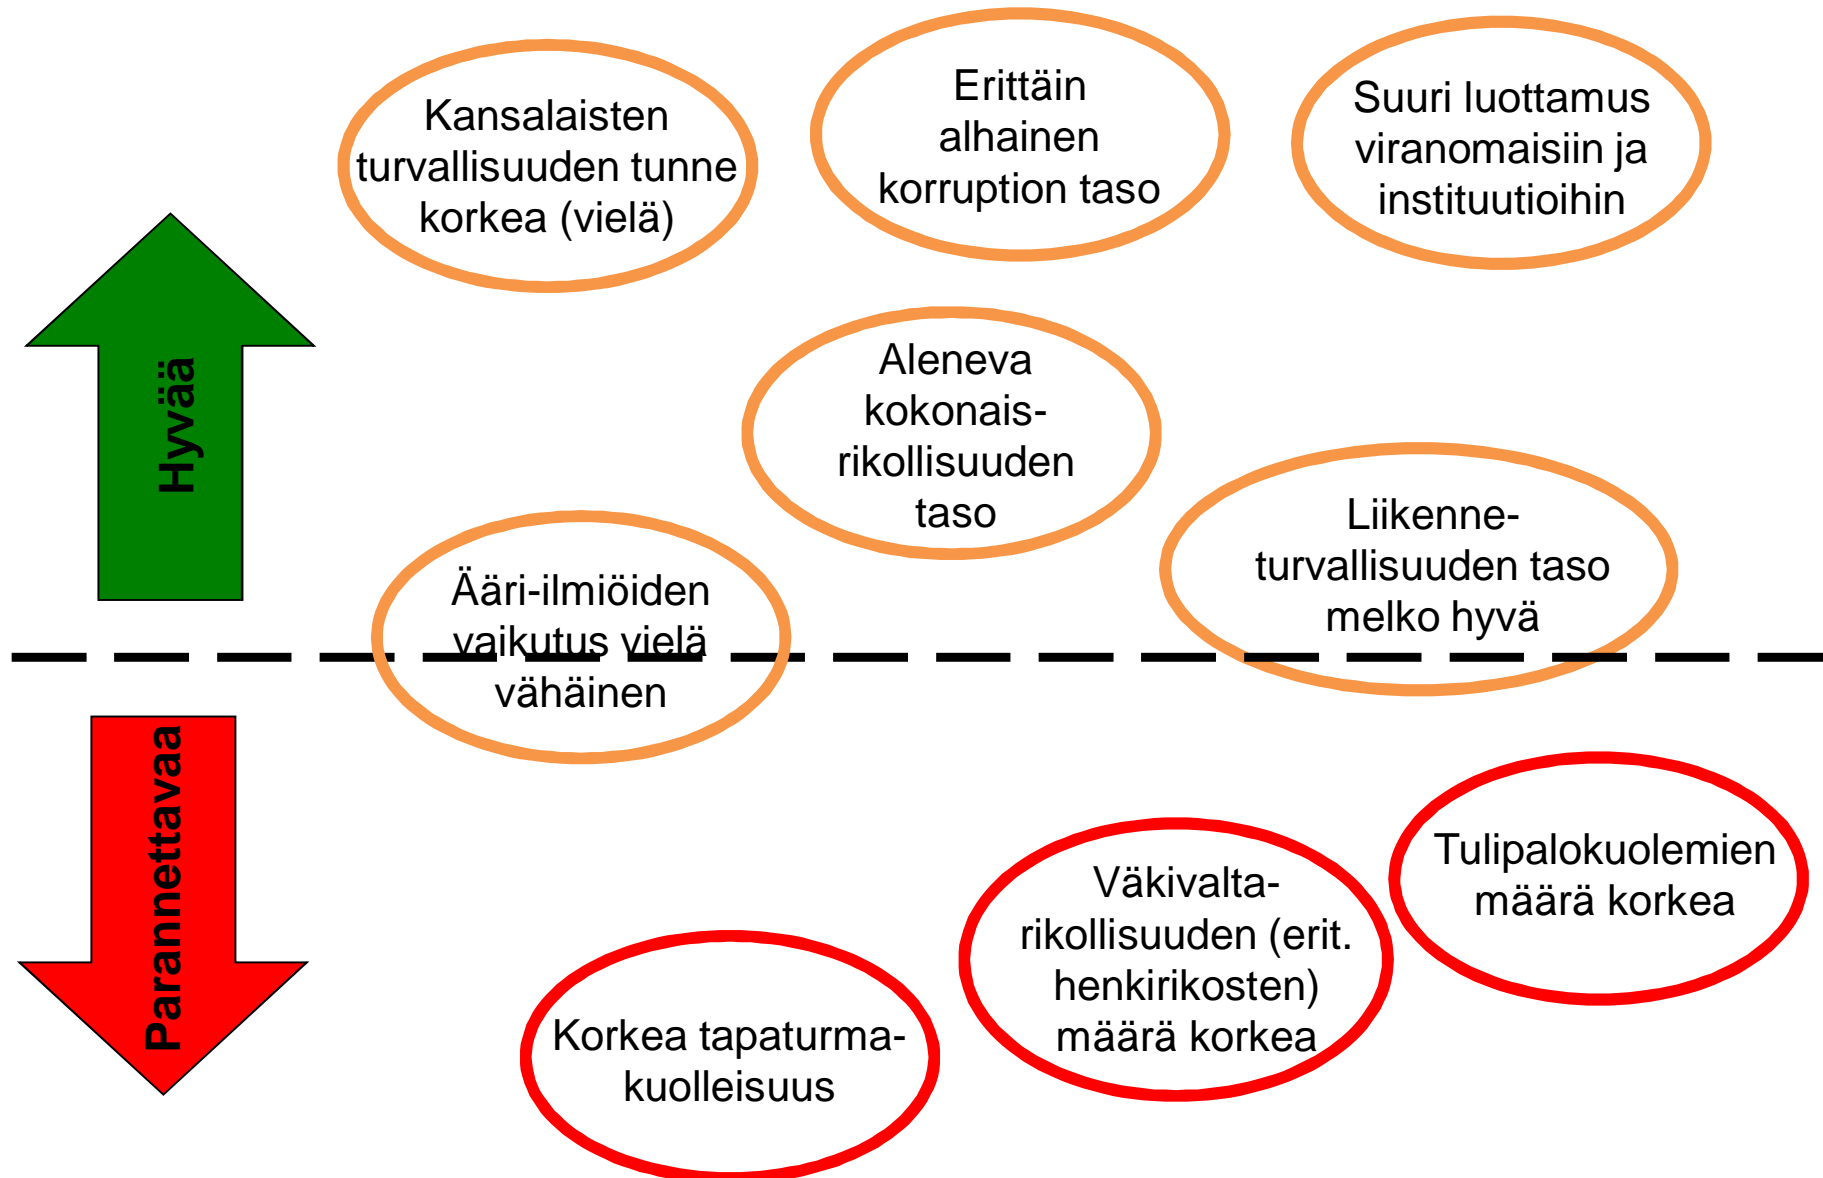 Kansalaisten
turvallisuuden tunne
korkea (vielä)
Erittäin
alhainen
korruption taso
Suuri luottamus
viranomaisiin ja
instituutioihin
Hyvää
Aleneva
kokonais-
rikollisuuden
taso
Liikenne-
turvallisuuden taso
melko hyvä
Ääri-ilmiöiden
vaikutus vielä
vähäinen
Parannettavaa
Tulipalokuolemien
määrä korkea
Väkivalta-
rikollisuuden (erit.
henkirikosten)
määrä korkea
Korkea tapaturma-
kuolleisuus